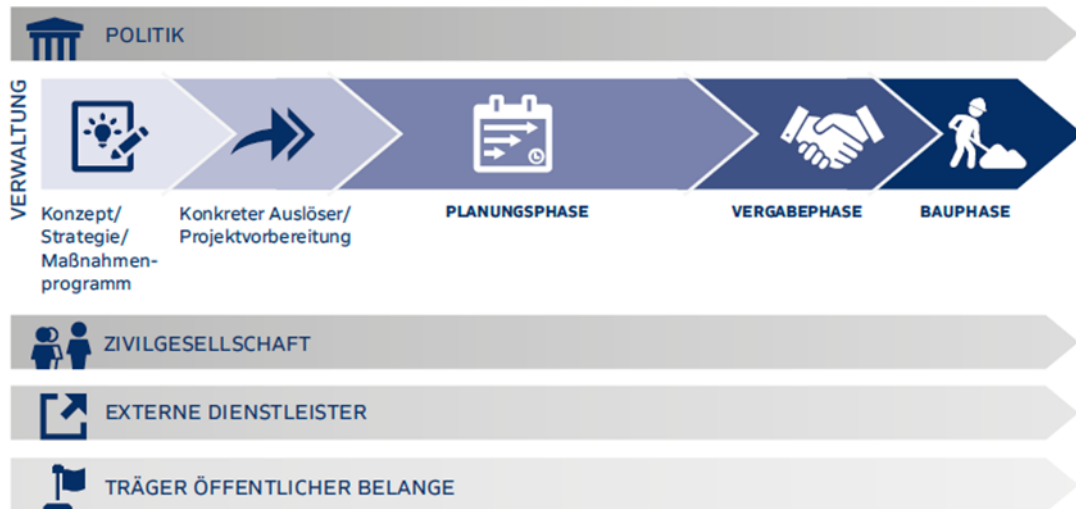 POLITIK
VERWALTUNG
Konzept/
Strategie/
Maßnahmen-
programm
Konkreter Auslöser/
Projektvorbereitung
PLANUNGSPHASE
VERGABEPHASE
BAUPHASE
ZIVILGESELLSCHAFT
EXTERNE DIENSTLEISTER
TRÄGER ÖFFENTLICHER BELANGE